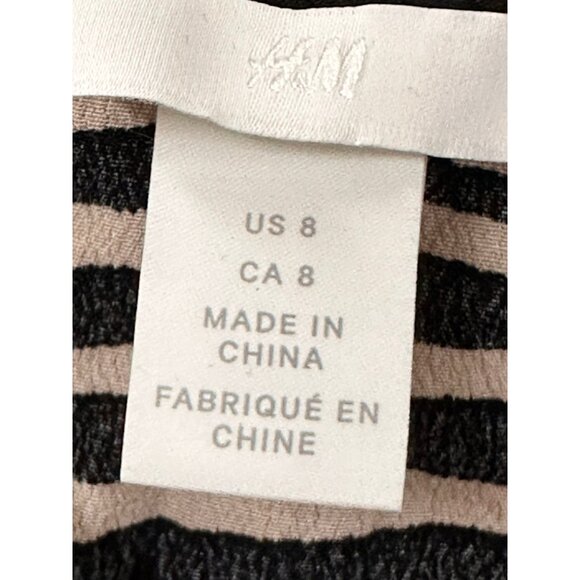 H&M
US 8
CA 8
MADE IN
CHINA
FABRIQUÉ EN
CHINE